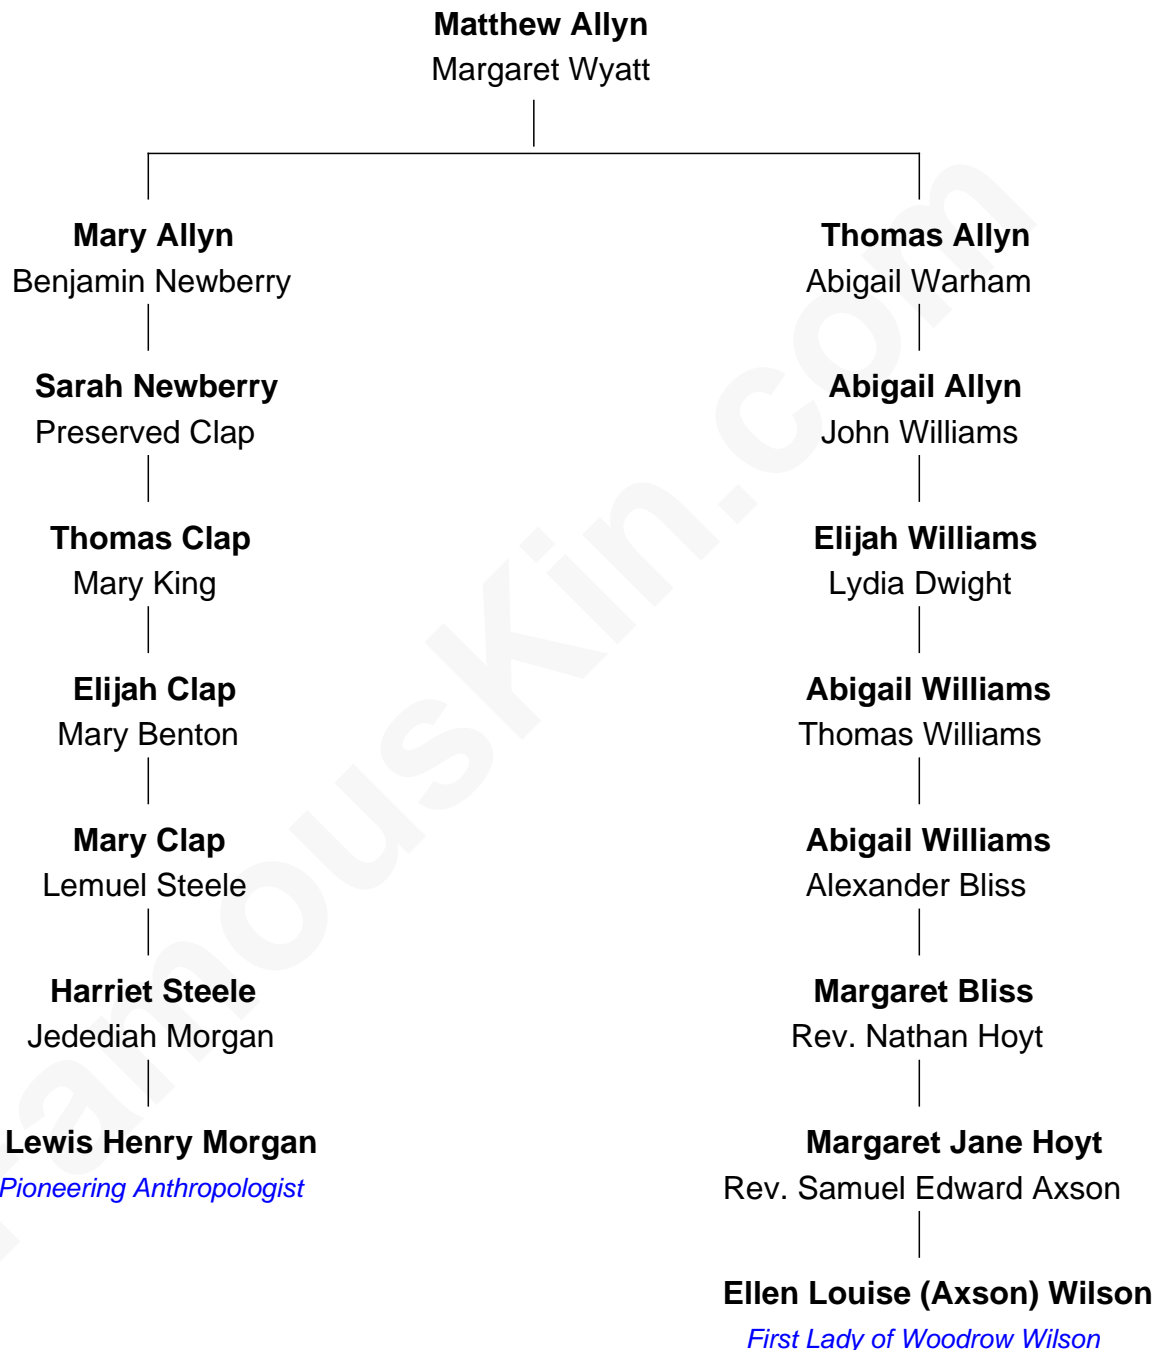 Matthew Allyn
Margaret Wyatt
Mary Allyn
Benjamin Newberry
Thomas Allyn
Abigail Warham
Sarah Newberry
Preserved Clap
Abigail Allyn
John Williams
Thomas Clap
Mary King
Elijah Williams
Lydia Dwight
Elijah Clap
Mary Benton
Abigail Williams
Thomas Williams
Mary Clap
Lemuel Steele
Abigail Williams
Alexander Bliss
Harriet Steele
Jedediah Morgan
Margaret Bliss
Rev. Nathan Hoyt
Lewis Henry Morgan
Pioneering Anthropologist
Margaret Jane Hoyt
Rev. Samuel Edward Axson
Ellen Louise (Axson) Wilson
First Lady of Woodrow Wilson
FamousKin.com